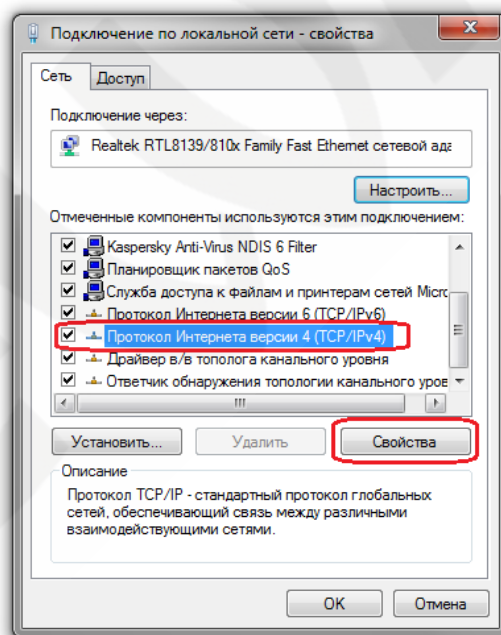 Подключение по локальной сети - свойства
Сеть
Доступ
Подключение через:
Realtek RTL8139/810x Family Fast Ethernet сетевой ада
Настроить...
Отмеченные компоненты используются этим подключением:
Kaspersky Anti-Virus NDIS 6 Filter
Планировщик пакетов QoS
Служба доступа к файлам и принтерам сетей Micro
Протокол Интернета версии 6 (TCP/IPv6)
Протокол Интернета версии 4 (TCP/IPv4)
Драйвер в/в тополога канального уровня
Ответчик обнаружения топологии канального уров
Установить...
Удалить
Свойства
Описание
Протокол TCP/IP - стандартный протокол глобальных
сетей, обеспечивающий связь между различными
взаимодействующими сетями.
OK
Отмена